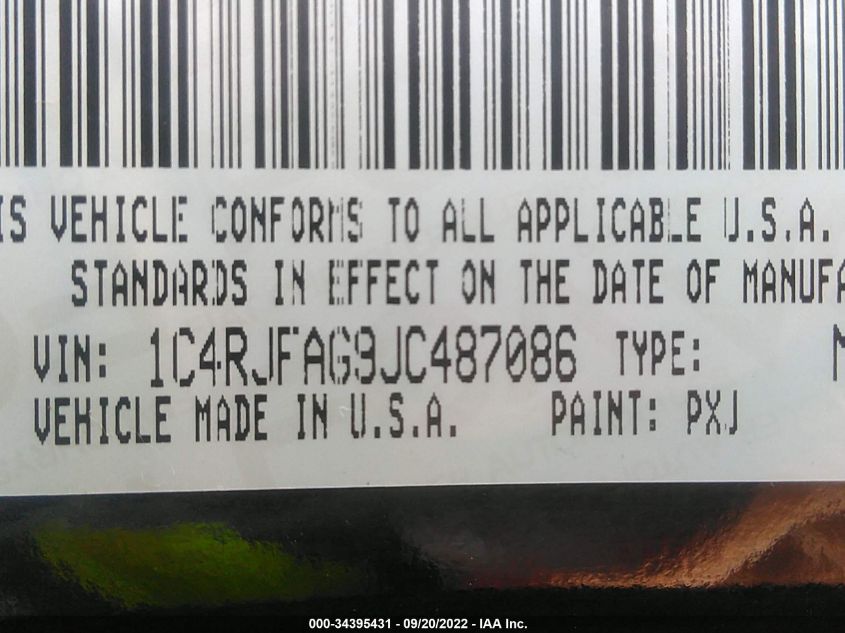 IS VEHICLE CONFORMS TO ALL APPLICABLE U.S.A.
STANDARDS IN EFFECT ON THE DATE OF MANUFA
VIN: 1C4RJFAG9JC487086 TYPE: M
VEHICLE MADE IN U.S.A. PAINT: PXJ
000-34395431 - 09/20/2022 - IAA Inc.